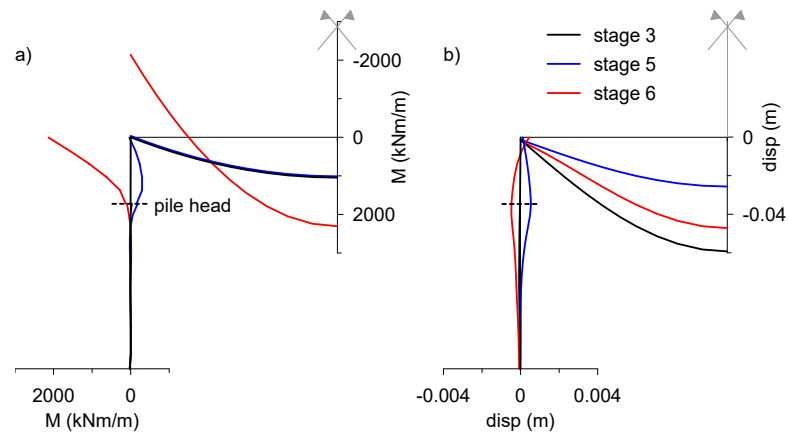 a)
-2000
0
2000
M (kNm/m)
pile head
2000 0
M (kNm/m)
b)
stage 3
stage 5
stage 6
0
-0.04
disp (m)
-0.004 0 0.004
disp (m)